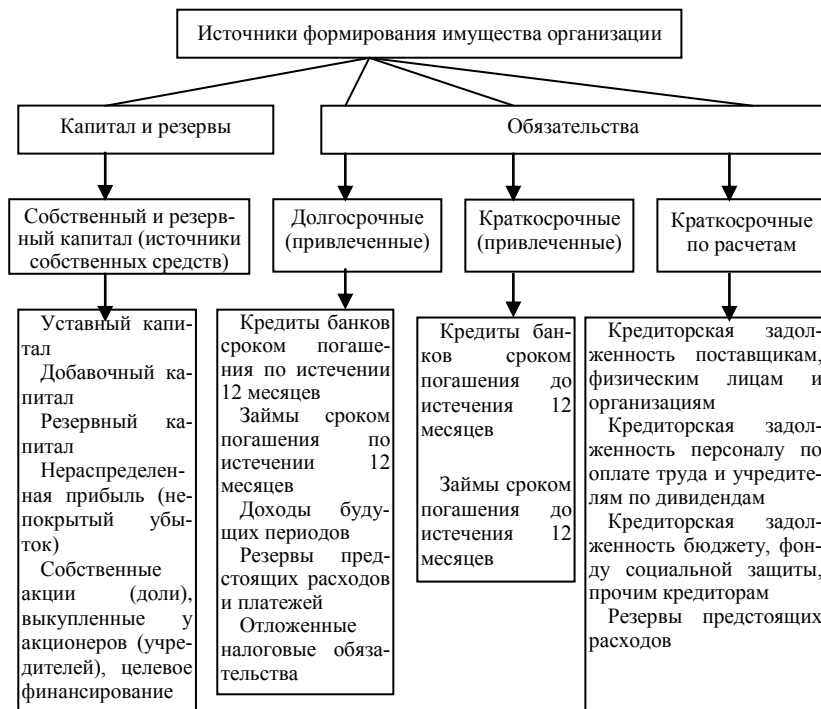 Источники формирования имущества организации
Капитал и резервы
Обязательства
Собственный и резерв-
ный капитал (источники
собственных средств)
Долгосрочные
(привлеченные)
Краткосрочные
(привлеченные)
Краткосрочные
по расчетам
Уставный капи-
тал
Добавочный ка-
питал
Резервный ка-
питал
Нераспределен-
ная прибыль (не-
покрытый убы-
ток)
Собственные
акции (доли),
выкупленные у
акционеров (учре-
дителей), целевое
финансирование
Кредиты банков
сроком погаше-
ния по истечении
12 месяцев
Займы сроком
погашения по
истечении 12
месяцев
Доходы буду-
щих периодов
Резервы пред-
стоящих расходов
и платежей
Отложенные
налоговые обяза-
тельства
Кредиты бан-
ков сроком
погашения до
истечения 12
месяцев
Займы сроком
погашения до
истечения 12
месяцев
Кредиторская задол-
женность поставщикам,
физическим лицам и
организациям
Кредиторская задол-
женность персоналу по
оплате труда и учредите-
лям по дивидендам
Кредиторская задол-
женность бюджету, фон-
ду социальной защиты,
прочим кредиторам
Резервы предстоящих
расходов